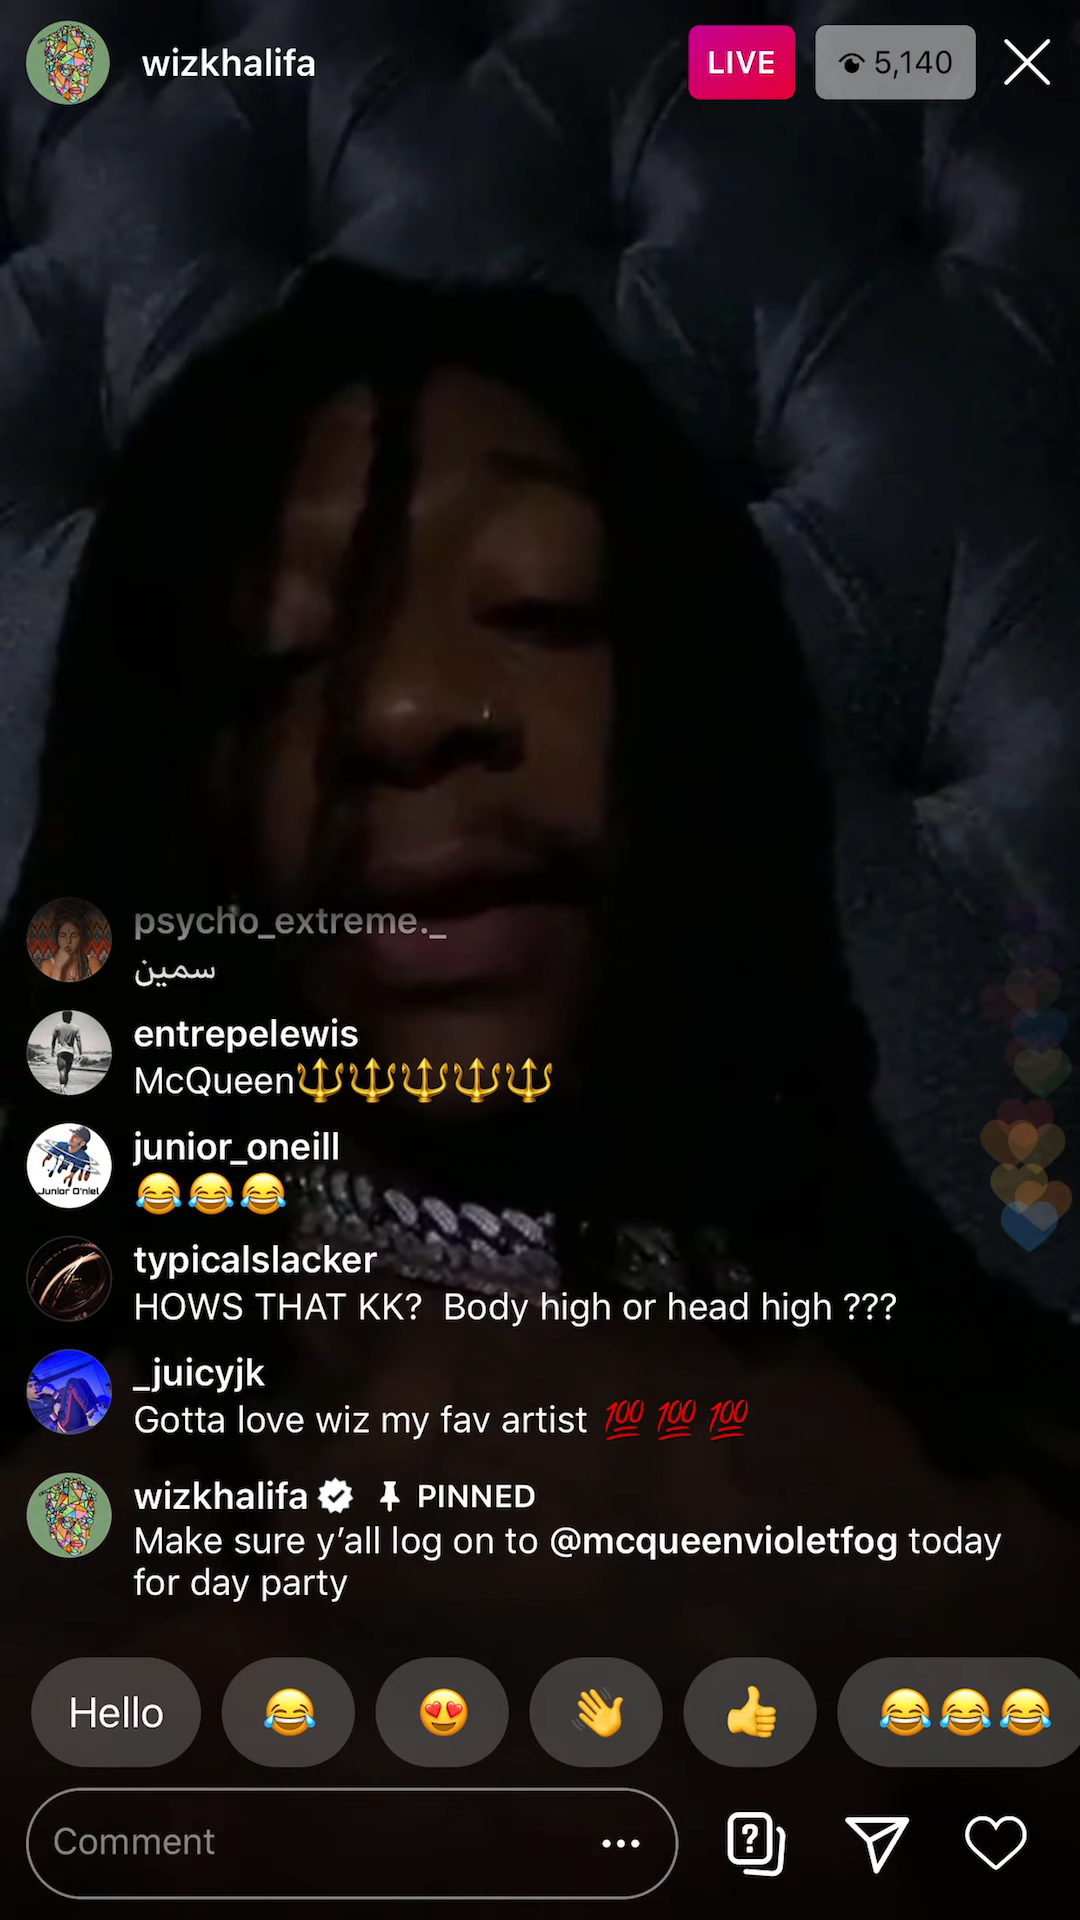 wizkhalifa
LIVE
5,140
psycho_extreme._
سمين
entrepelewis
McQueen🔱🔱🔱🔱🔱
junior_oneill
😂😂😂
Junior O'niel
typicalslacker
HOWS THAT KK? Body high or head high ???
_juicyjk
Gotta love wiz my fav artist 💯 💯 💯
wizkhalifa PINNED
Make sure y’all log on to @mcqueenvioletfog today
for day party
Hello 😂 😍 👋 👍 😂😂😂
Comment
?